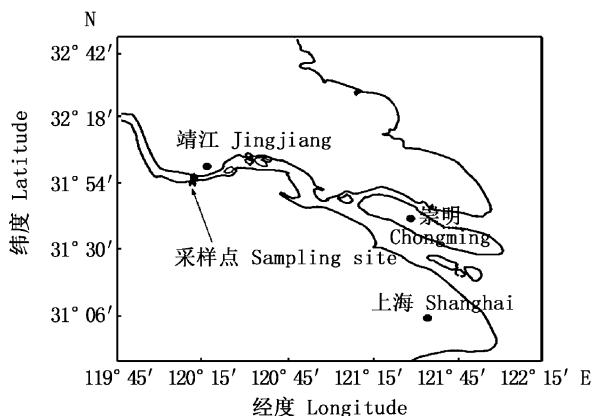 N
32° 42′
32° 18′
31° 54′
31° 30′
31° 06′
纬度 Latitude
靖江 Jingjiang
崇明
Chongming
采样点 Sampling site
上海 Shanghai
119° 45′ 120° 15′ 120° 45′ 121° 15′ 121° 45′ 122° 15′ E
经度 Longitude